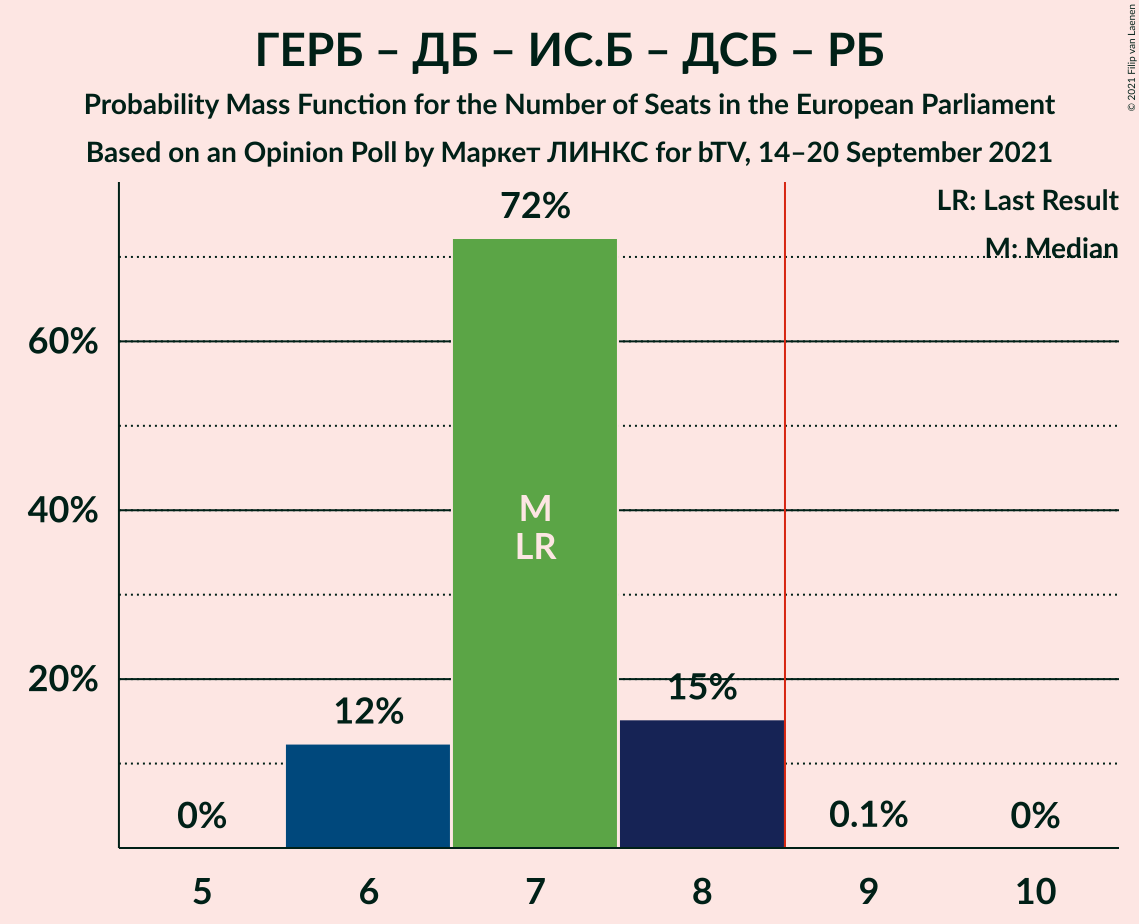 ГЕРБ – ДБ – ИС.Б – ДСБ – РБ
Probability Mass Function for the Number of Seats in the European Parliament
Based on an Opinion Poll by Маркет ЛИНКС for bTV, 14–20 September 2021
© 2021 Filip van Laenen
LR: Last Result
M: Median
72%
60%
40%
20%
M
LR
15%
12%
0%
0.1%
0%
5
6
7
8
9
10